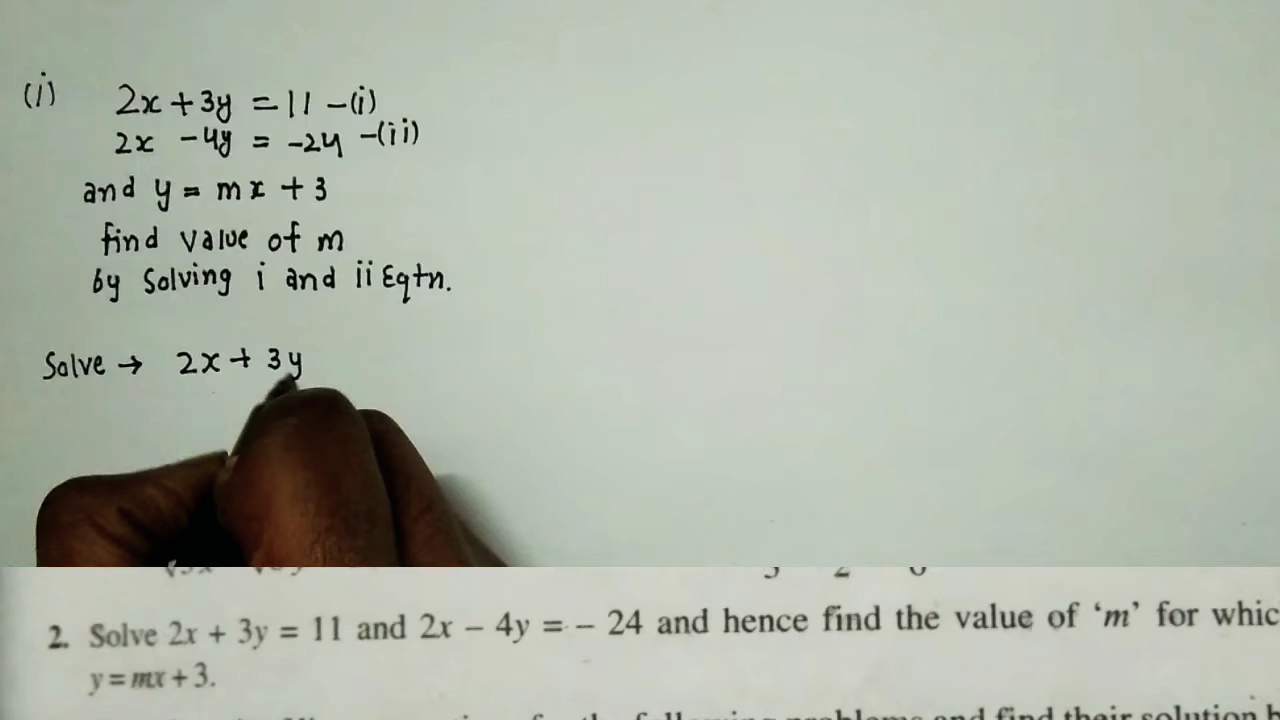 (i) 2x + 3y = 11 -(i)
2x - 4y = -24 -(ii)
and y = mx + 3
find value of m
by Solving i and ii Eqtn.
Solve → 2x + 3y
2. Solve 2x + 3y = 11 and 2x - 4y = - 24 and hence find the value of ‘m’ for whic
y = mx + 3.